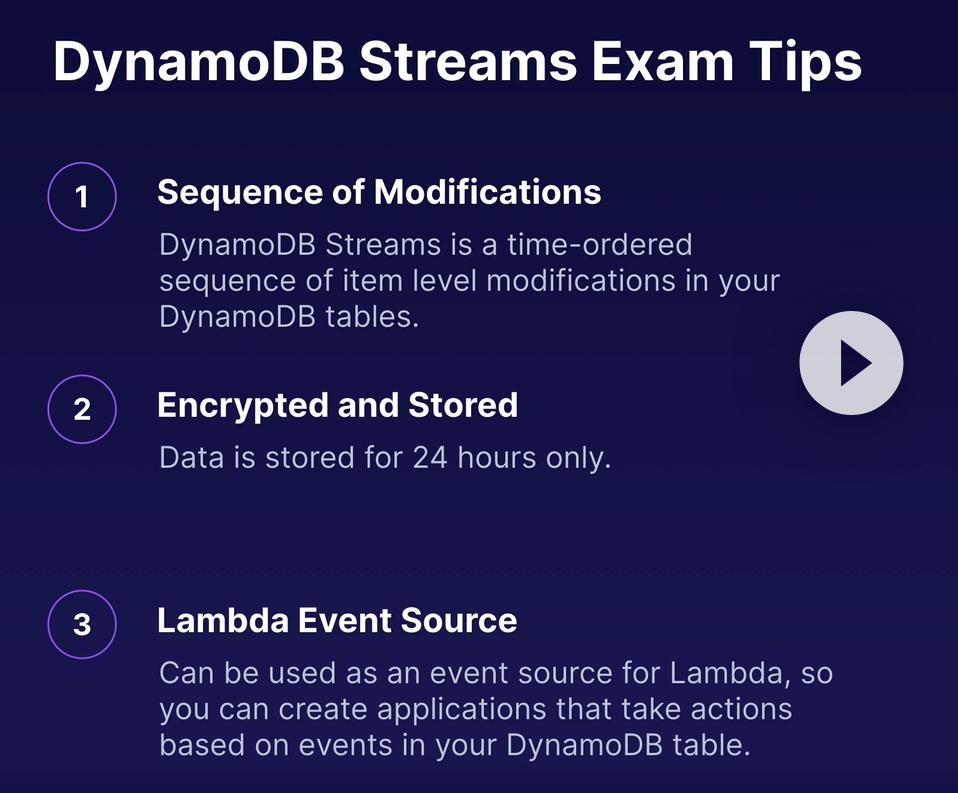 DynamoDB Streams Exam Tips
1
Sequence of Modifications
DynamoDB Streams is a time-ordered
sequence of item level modifications in your
DynamoDB tables.
2
Encrypted and Stored
Data is stored for 24 hours only.
3
Lambda Event Source
Can be used as an event source for Lambda, so
you can create applications that take actions
based on events in your DynamoDB table.